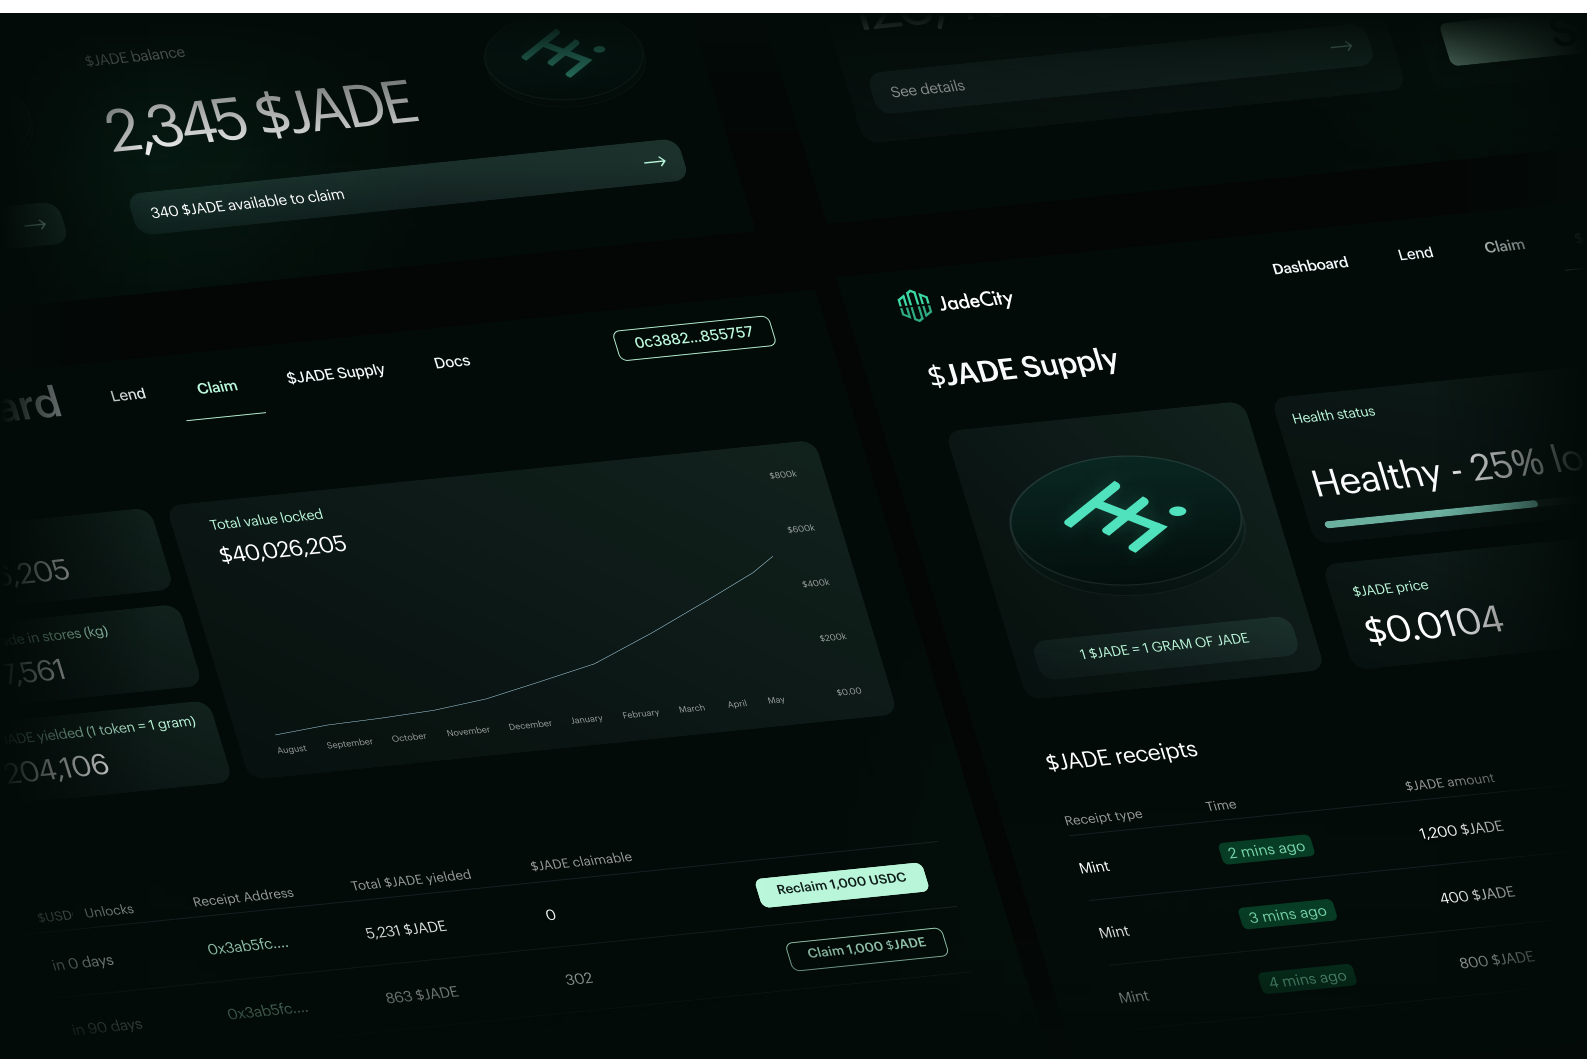 $JADE balance
2,345 $JADE
340 $JADE available to claim
See details
Lend
Claim
$JADE Supply
Docs
0c3882...855757
Total value locked
$40,026,205
$800k
$600k
$400k
$200k
$0.00
August
September
October
November
December
January
February
March
April
May
in stores (kg)
7,561
yielded (1 token = 1 gram)
204,106
Unlocks
Receipt Address
Total $JADE yielded
$JADE claimable
in 0 days
0x3ab5fc....
5,231 $JADE
0
Reclaim 1,000 USDC
in 90 days
0x3ab5fc....
863 $JADE
302
Claim 1,000 $JADE
JadeCity
Dashboard
Lend
Claim
$JADE Supply
1 $JADE = 1 GRAM OF JADE
Health status
Healthy - 25%
$JADE price
$0.0104
$JADE receipts
Receipt type
Time
$JADE amount
Mint
2 mins ago
1,200 $JADE
Mint
3 mins ago
400 $JADE
Mint
4 mins ago
800 $JADE